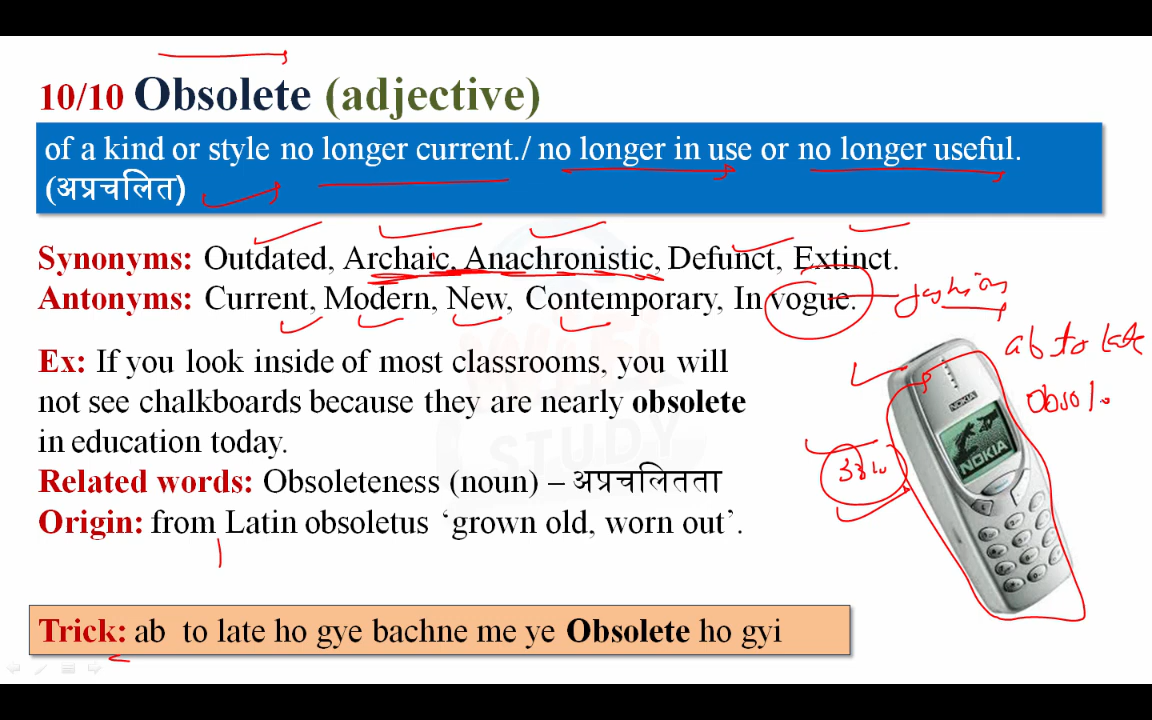 10/10 Obsolete (adjective)
of a kind or style no longer current./ no longer in use or no longer useful.
(अप्रचलित)
Synonyms: Outdated, Archaic, Anachronistic, Defunct, Extinct.
Antonyms: Current, Modern, New, Contemporary, In vogue.
fashion
ab to late
Obsol
Ex: If you look inside of most classrooms, you will
not see chalkboards because they are nearly obsolete
in education today.
NOKIA
NOKIA
3310
Related words: Obsoleteness (noun) – अप्रचलितता
Origin: from Latin obsoletus ‘grown old, worn out’.
STUDY
Trick: ab to late ho gye bachne me ye Obsolete ho gyi